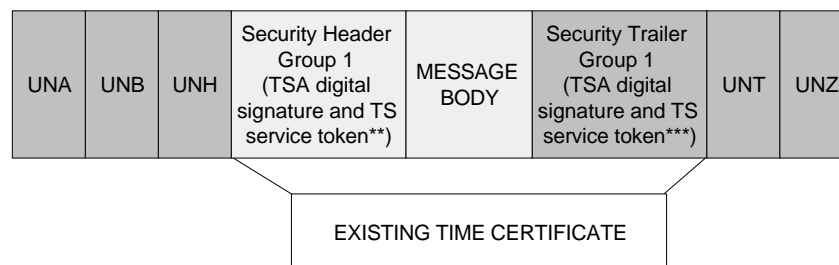 UNA
UNB
UNH
Security Header
Group 1
(TSA digital
signature and TS
service token**)
MESSAGE
BODY
Security Trailer
Group 1
(TSA digital
signature and TS
service token***)
UNT
UNZ
EXISTING TIME CERTIFICATE